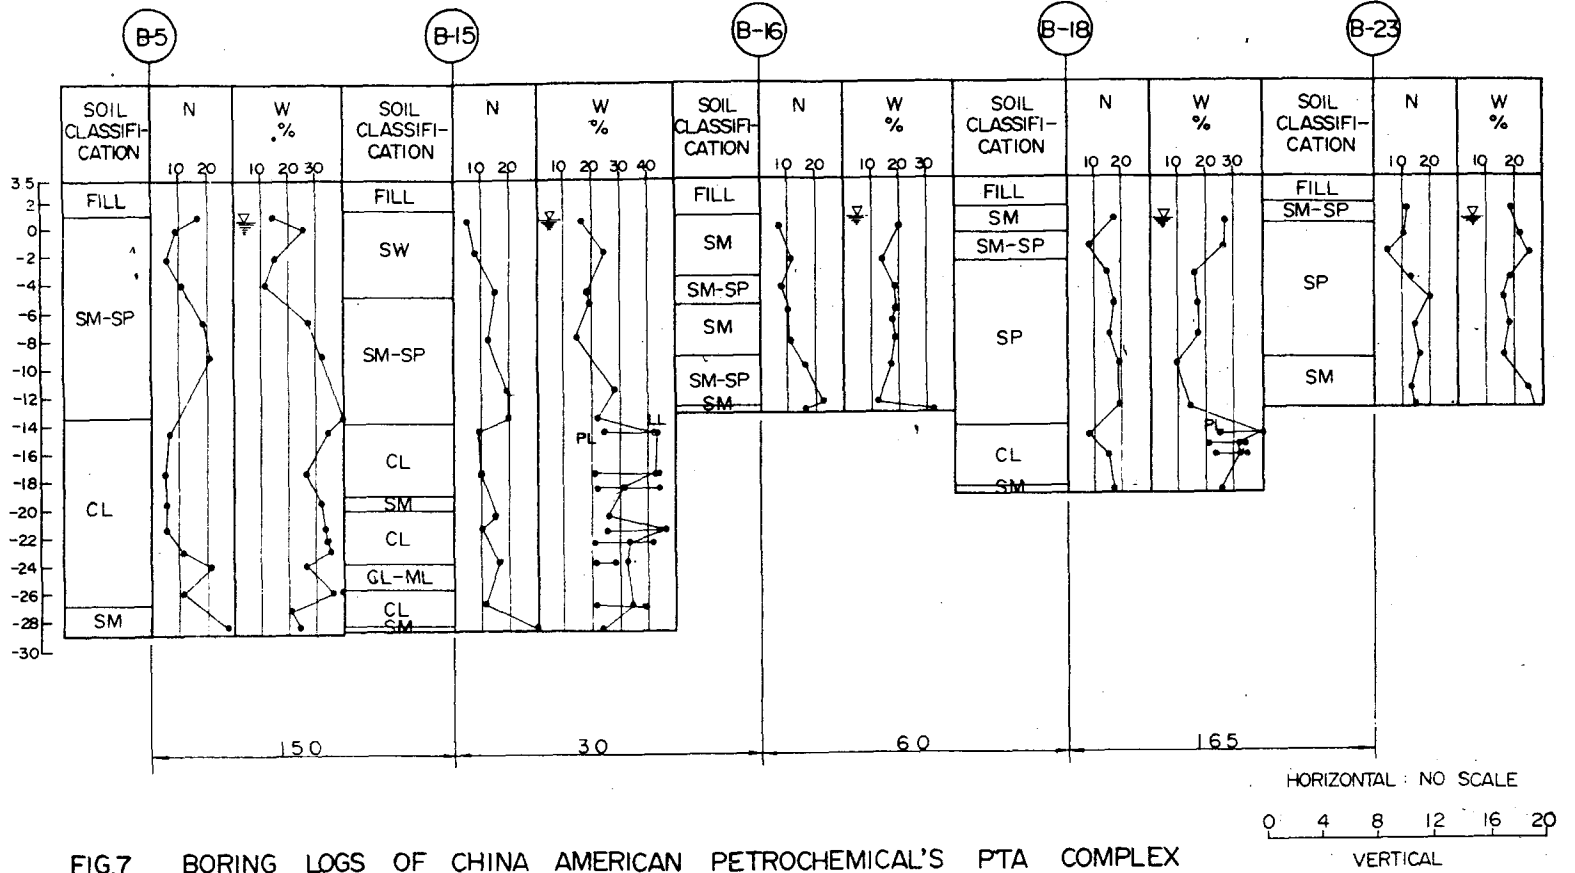 B-5 B-15 B-16 B-18 B-23
SOIL CLASSIFI- CATION N W % SOIL CLASSIFI- CATION N W % SOIL CLASSIFI- CATION N W % SOIL CLASSIFI- CATION N W % SOIL CLASSIFI- CATION N W %
10 20 10 20 30 10 20 10 20 30 40 10 20 10 20 30 10 20 10 20 30 10 20 10 20
3.5
2
0
-2
-4
-6
-8
-10
-12
-14
-16
-18
-20
-22
-24
-26
-28
-30
FILL
SM-SP
CL
SM
FILL
SW
SM-SP
CL
SM
CL
CL-ML
CL
SM
PL LL
FILL
SM
SM-SP
SM
SM-SP
SM
FILL
SM
SM-SP
SP
CL
SM
PL
FILL
SM-SP
SP
SM
150 30 60 165
HORIZONTAL : NO SCALE
0 4 8 12 16 20
VERTICAL
FIG.7 BORING LOGS OF CHINA AMERICAN PETROCHEMICAL'S PTA COMPLEX